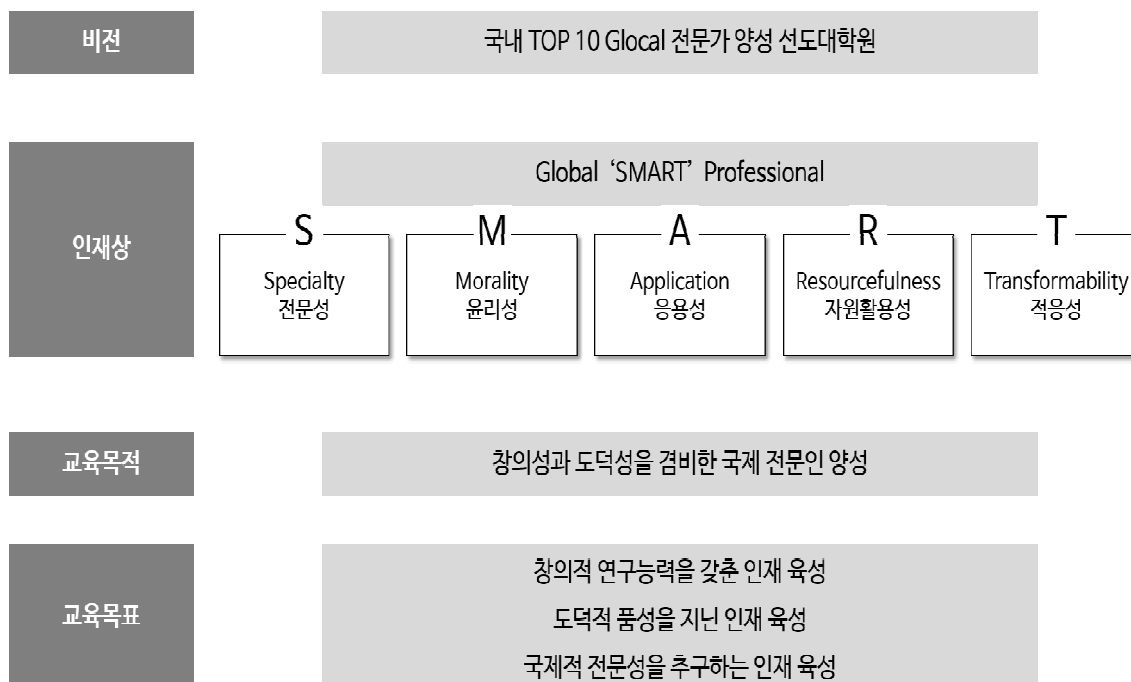 비전
국내 TOP 10 Glocal 전문가 양성 선도대학원
인재상
Global ‘SMART’ Professional
S
Specialty
전문성
M
Morality
윤리성
A
Application
응용성
R
Resourcefulness
자원활용성
T
Transformability
적응성
교육목적
창의성과 도덕성을 겸비한 국제 전문인 양성
교육목표
창의적 연구능력을 갖춘 인재 육성
도덕적 품성을 지닌 인재 육성
국제적 전문성을 추구하는 인재 육성